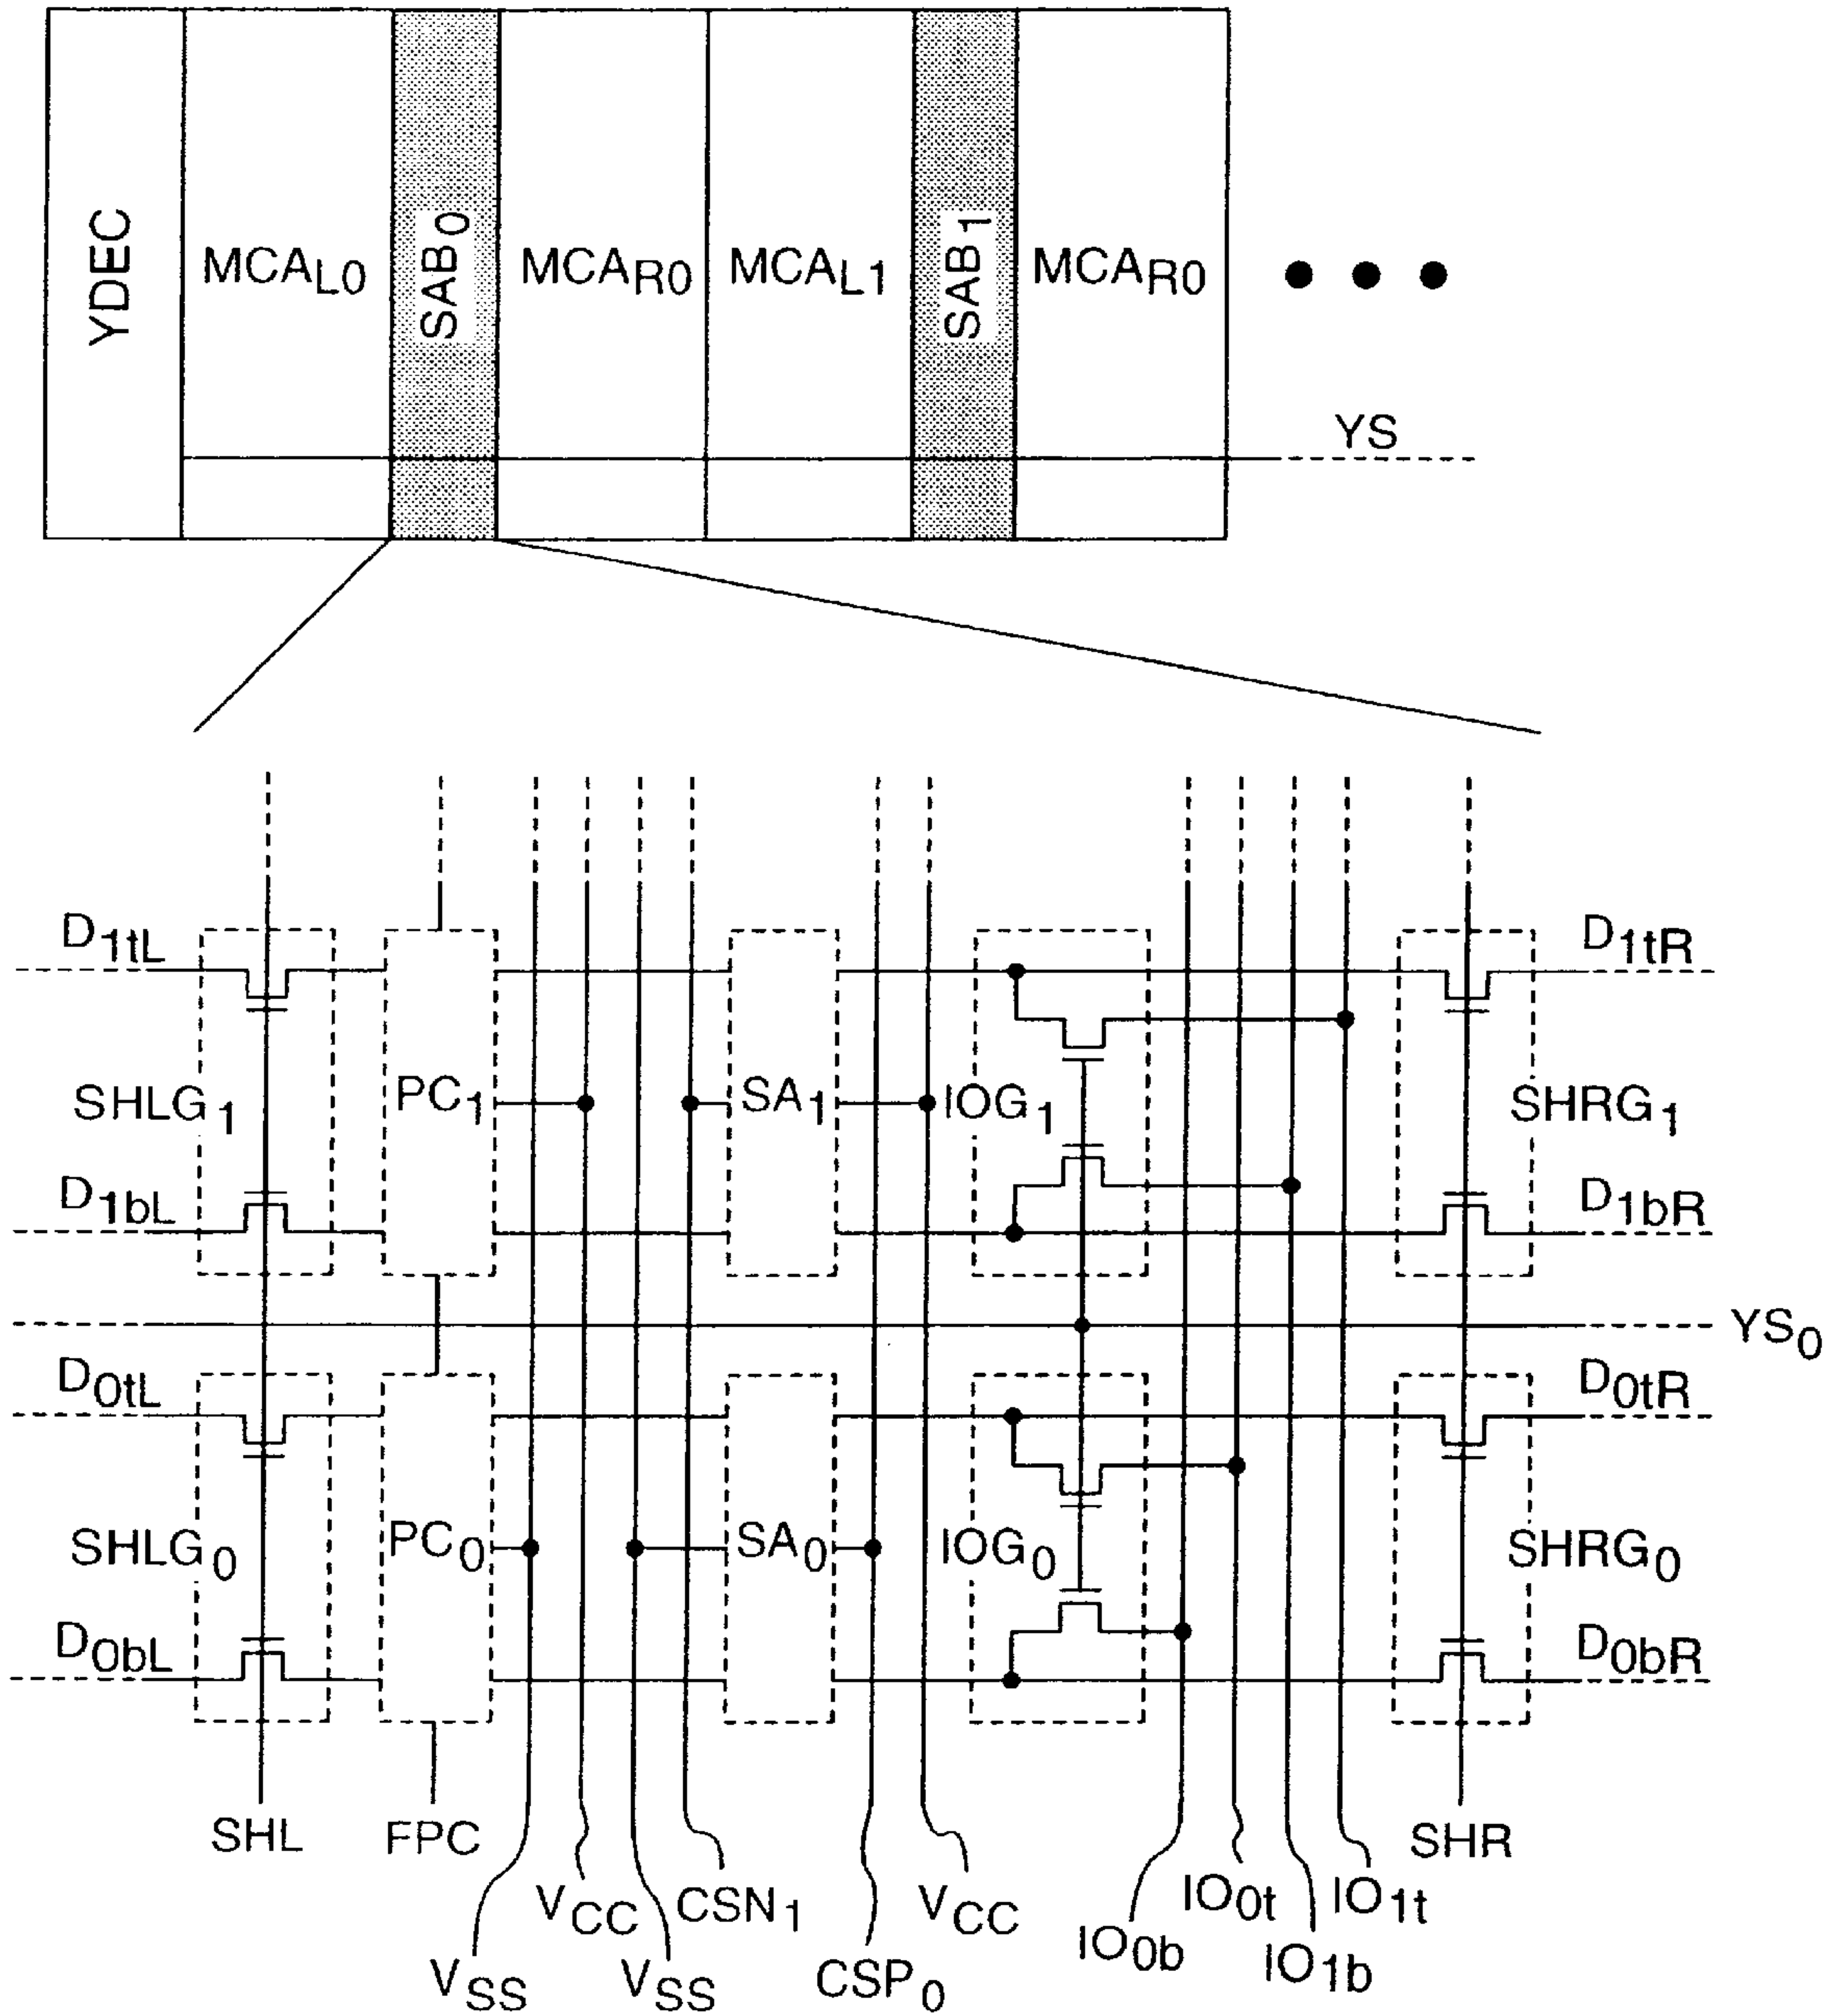 YDEC
MCAL0
SAB0
MCAR0
MCAL1
SAB1
MCAR0
YS
D1tL
D1tR
SHLG1
PC1
SA1
IOG1
SHRG1
D1bL
D1bR
YS0
D0tL
D0tR
SHLG0
PC0
SA0
IOG0
SHRG0
D0bL
D0bR
SHL
FPC
SHR
VCC
CSN1
VCC
IO0t
IO1t
VSS
VSS
CSP0
IO0b
IO1b